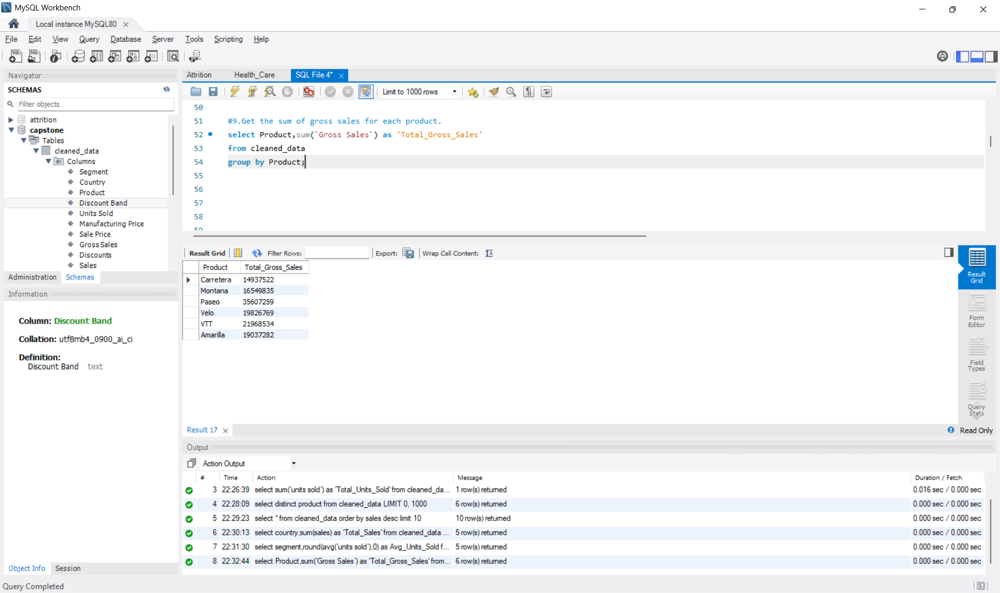 MySQL Workbench
Local instance MySQL80
File Edit View Query Database Server Tools Scripting Help
Navigator
SCHEMAS
Filter objects
attrition
capstone
Tables
cleaned_data
Columns
Segment
Country
Product
Discount Band
Units Sold
Manufacturing Price
Sale Price
Gross Sales
Discounts
Sales
Administration Schemas
Information
Column: Discount Band
Collation: utf8mb4_0900_ai_ci
Definition:
Discount Band text
Object Info Session
Query Completed
Attrition Health_Care SQL File 4*
Limit to 1000 rows
50
51 #9.Get the sum of gross sales for each product.
52 select Product,sum(`Gross Sales`) as 'Total_Gross_Sales'
53 from cleaned_data
54 group by Product;
55
56
57
58
59
Result Grid Filter Rows: Export: Wrap Cell Content:
Product Total_Gross_Sales
Carretera 14937522
Montana 16549835
Paseo 35607259
Velo 19826769
VTT 21968534
Amarilla 19037282
Result Grid
Form Editor
Field Types
Query Stats
Result 17
Read Only
Output
Action Output
# Time Action Message Duration / Fetch
3 22:26:39 select sum(`units sold`) as 'Total_Units_Sold' from cleaned_da... 1 row(s) returned 0.016 sec / 0.000 sec
4 22:28:09 select distinct product from cleaned_data LIMIT 0, 1000 6 row(s) returned 0.000 sec / 0.000 sec
5 22:29:23 select * from cleaned_data order by sales desc limit 10 10 row(s) returned 0.000 sec / 0.000 sec
6 22:30:13 select country,sum(sales) as 'Total_Sales' from cleaned_data ... 5 row(s) returned 0.000 sec / 0.000 sec
7 22:31:30 select segment,round(avg(`units sold`),0) as Avg_Units_Sold f... 5 row(s) returned 0.000 sec / 0.000 sec
8 22:32:44 select Product,sum(`Gross Sales`) as 'Total_Gross_Sales' from... 6 row(s) returned 0.000 sec / 0.000 sec